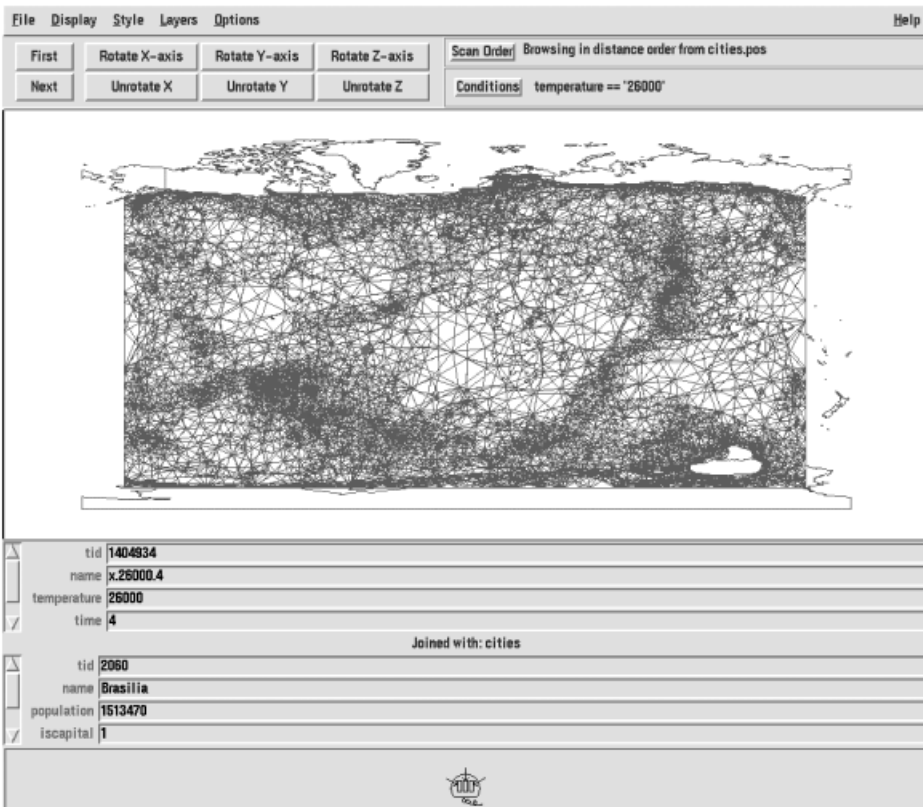 File Display Style Layers Options Help
First Rotate X-axis Rotate Y-axis Rotate Z-axis Scan Order Browsing in distance order from cities.pos
Next Unrotate X Unrotate Y Unrotate Z Conditions temperature == "26000"
tid 1404934
name x.26000.4
temperature 26000
time 4
Joined with: cities
tid 2060
name Brasilia
population 1513470
iscapital 1